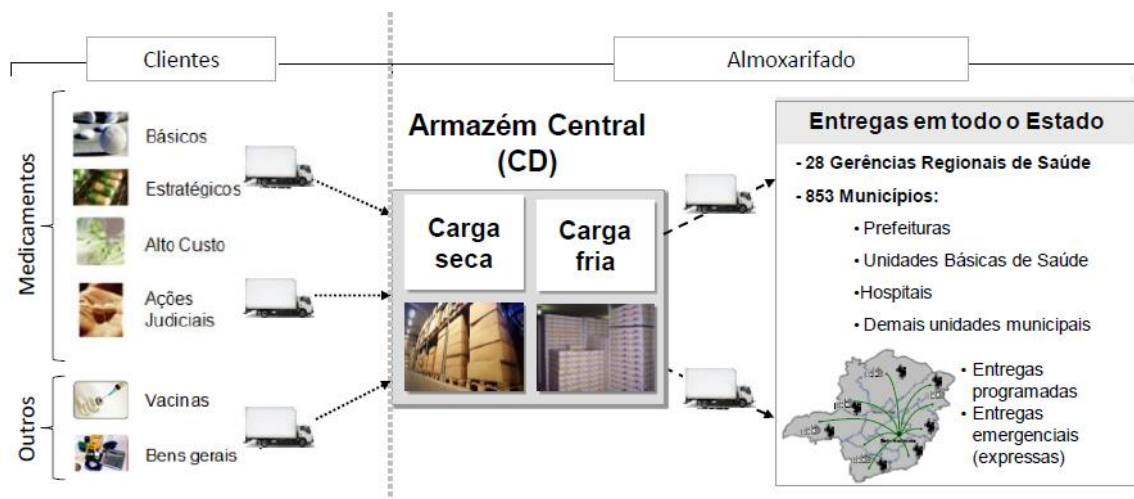 Clientes
Almoxarifado
Medicamentos
Básicos
Estratégicos
Alto Custo
Ações
Judiciais
Outros
Vacinas
Bens gerais
Armazém Central
(CD)
Carga
seca
Carga
fria
Entregas em todo o Estado
- 28 Gerências Regionais de Saúde
- 853 Municípios:
• Prefeituras
• Unidades Básicas de Saúde
•Hospitais
• Demais unidades municipais
• Entregas
programadas
• Entregas
emergenciais
(expressas)